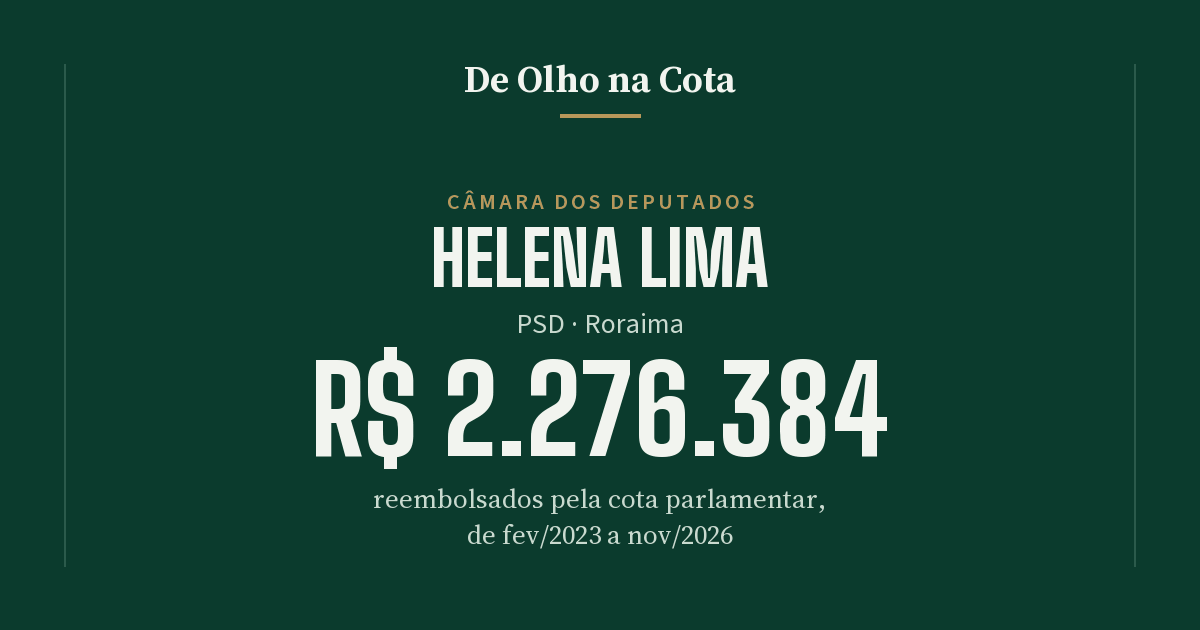 De Olho na Cota
CÂMARA DOS DEPUTADOS
HELENA LIMA
PSD · Roraima
R$ 2.276.384
reembolsados pela cota parlamentar,
de fev/2023 a nov/2026